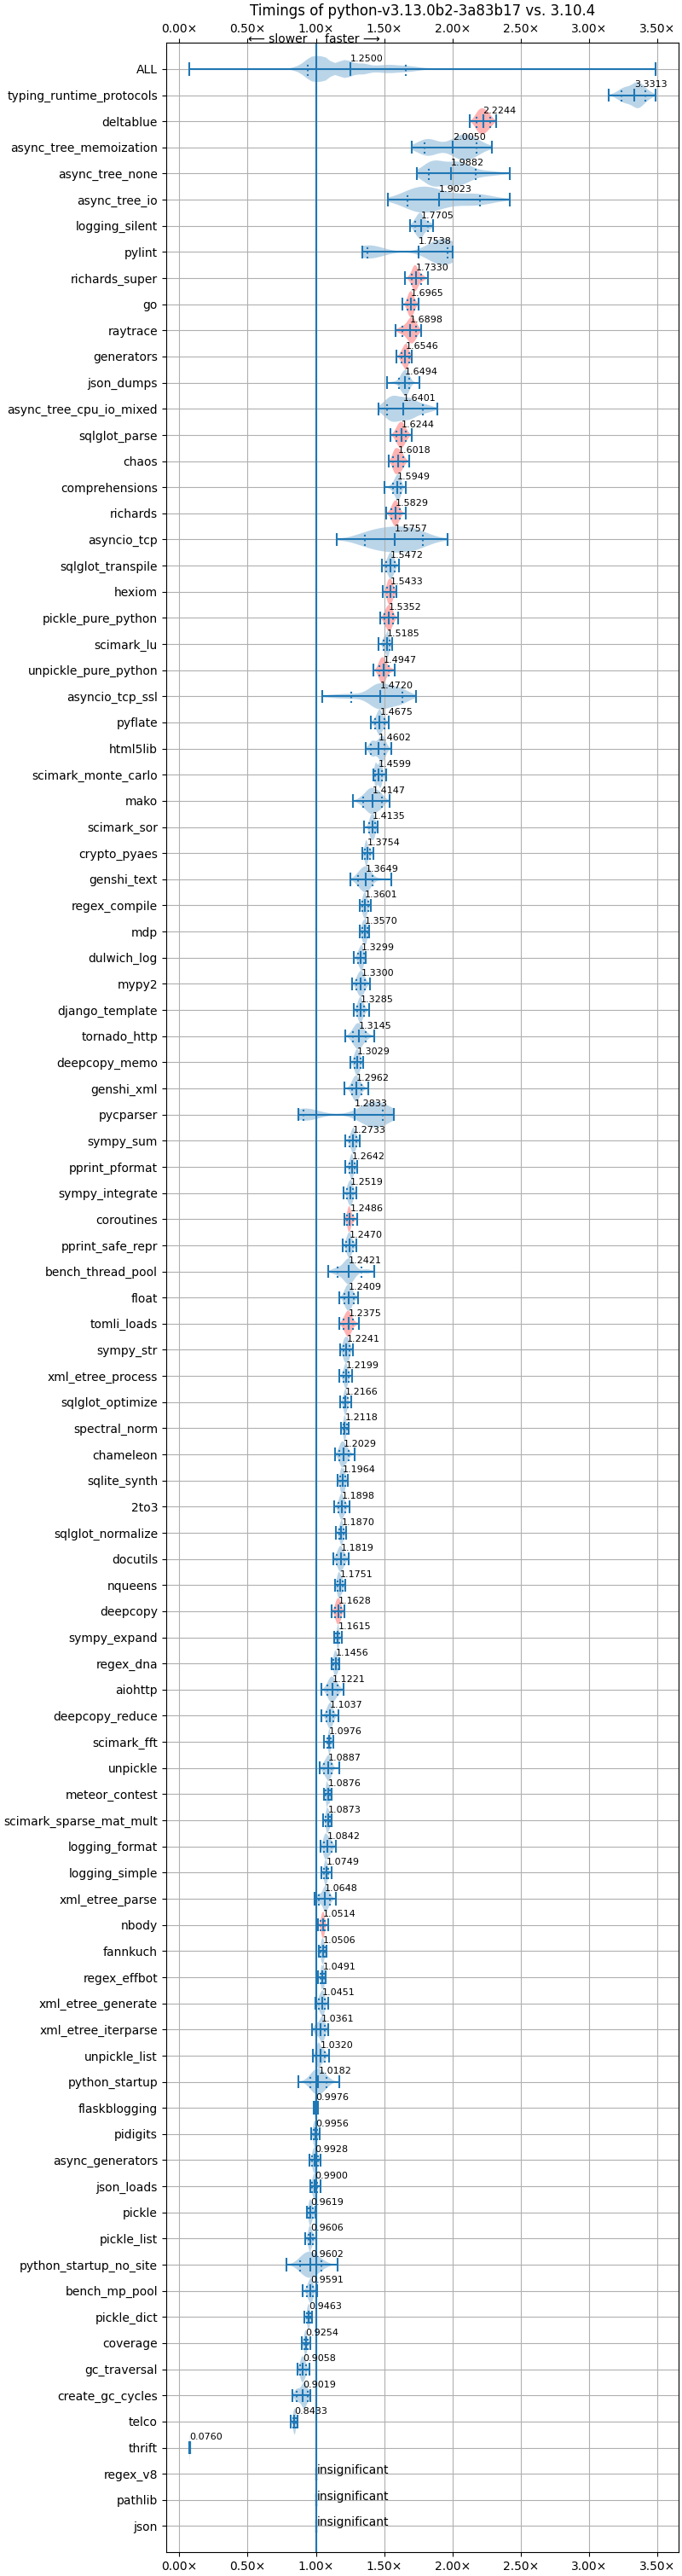 Timings of python-v3.13.0b2-3a83b17 vs. 3.10.4
0.00× 0.50× 1.00× 1.50× 2.00× 2.50× 3.00× 3.50×
⟵ slower faster ⟶
ALL 1.2500
typing_runtime_protocols 3.3313
deltablue 2.2244
async_tree_memoization 2.0050
async_tree_none 1.9882
async_tree_io 1.9023
logging_silent 1.7705
pylint 1.7538
richards_super 1.7330
go 1.6965
raytrace 1.6898
generators 1.6546
json_dumps 1.6494
async_tree_cpu_io_mixed 1.6401
sqlglot_parse 1.6244
chaos 1.6018
comprehensions 1.5949
richards 1.5829
asyncio_tcp 1.5757
sqlglot_transpile 1.5472
hexiom 1.5433
pickle_pure_python 1.5352
scimark_lu 1.5185
unpickle_pure_python 1.4947
asyncio_tcp_ssl 1.4720
pyflate 1.4675
html5lib 1.4602
scimark_monte_carlo 1.4599
mako 1.4147
scimark_sor 1.4135
crypto_pyaes 1.3754
genshi_text 1.3649
regex_compile 1.3601
mdp 1.3570
dulwich_log 1.3299
mypy2 1.3300
django_template 1.3285
tornado_http 1.3145
deepcopy_memo 1.3029
genshi_xml 1.2962
pycparser 1.2833
sympy_sum 1.2733
pprint_pformat 1.2642
sympy_integrate 1.2519
coroutines 1.2486
pprint_safe_repr 1.2470
bench_thread_pool 1.2421
float 1.2409
tomli_loads 1.2375
sympy_str 1.2241
xml_etree_process 1.2199
sqlglot_optimize 1.2166
spectral_norm 1.2118
chameleon 1.2029
sqlite_synth 1.1964
2to3 1.1898
sqlglot_normalize 1.1870
docutils 1.1819
nqueens 1.1751
deepcopy 1.1628
sympy_expand 1.1615
regex_dna 1.1456
aiohttp 1.1221
deepcopy_reduce 1.1037
scimark_fft 1.0976
unpickle 1.0887
meteor_contest 1.0876
scimark_sparse_mat_mult 1.0873
logging_format 1.0842
logging_simple 1.0749
xml_etree_parse 1.0648
nbody 1.0514
fannkuch 1.0506
regex_effbot 1.0491
xml_etree_generate 1.0451
xml_etree_iterparse 1.0361
unpickle_list 1.0320
python_startup 1.0182
flaskblogging 0.9976
pidigits 0.9956
async_generators 0.9928
json_loads 0.9900
pickle 0.9619
pickle_list 0.9606
python_startup_no_site 0.9602
bench_mp_pool 0.9591
pickle_dict 0.9463
coverage 0.9254
gc_traversal 0.9058
create_gc_cycles 0.9019
telco 0.8433
thrift 0.0760
regex_v8 insignificant
pathlib insignificant
json insignificant
0.00× 0.50× 1.00× 1.50× 2.00× 2.50× 3.00× 3.50×